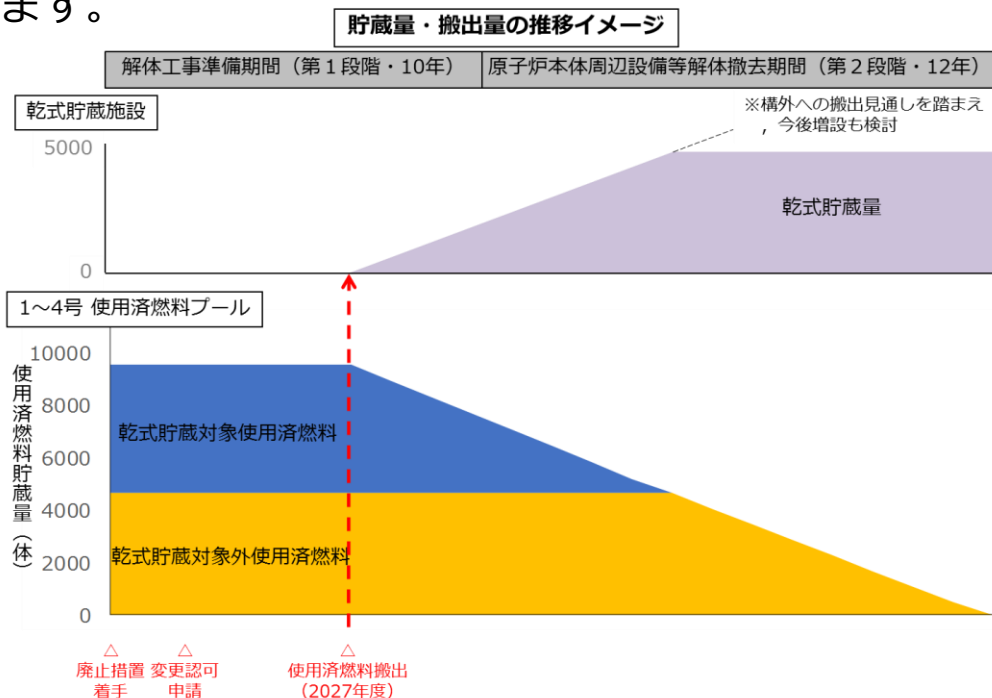 ます。
貯蔵量・搬出量の推移イメージ
解体工事準備期間（第１段階・10年）
原子炉本体周辺設備等解体撤去期間（第２段階・12年）
乾式貯蔵施設
※構外への搬出見通しを踏まえ
，今後増設も検討
5000
乾式貯蔵量
0
1～4号 使用済燃料プール
使用済燃料貯蔵量（体）
10000
8000
乾式貯蔵対象使用済燃料
6000
4000
乾式貯蔵対象外使用済燃料
2000
0
△
廃止措置
着手
△
変更認可
申請
△
使用済燃料搬出
（2027年度）